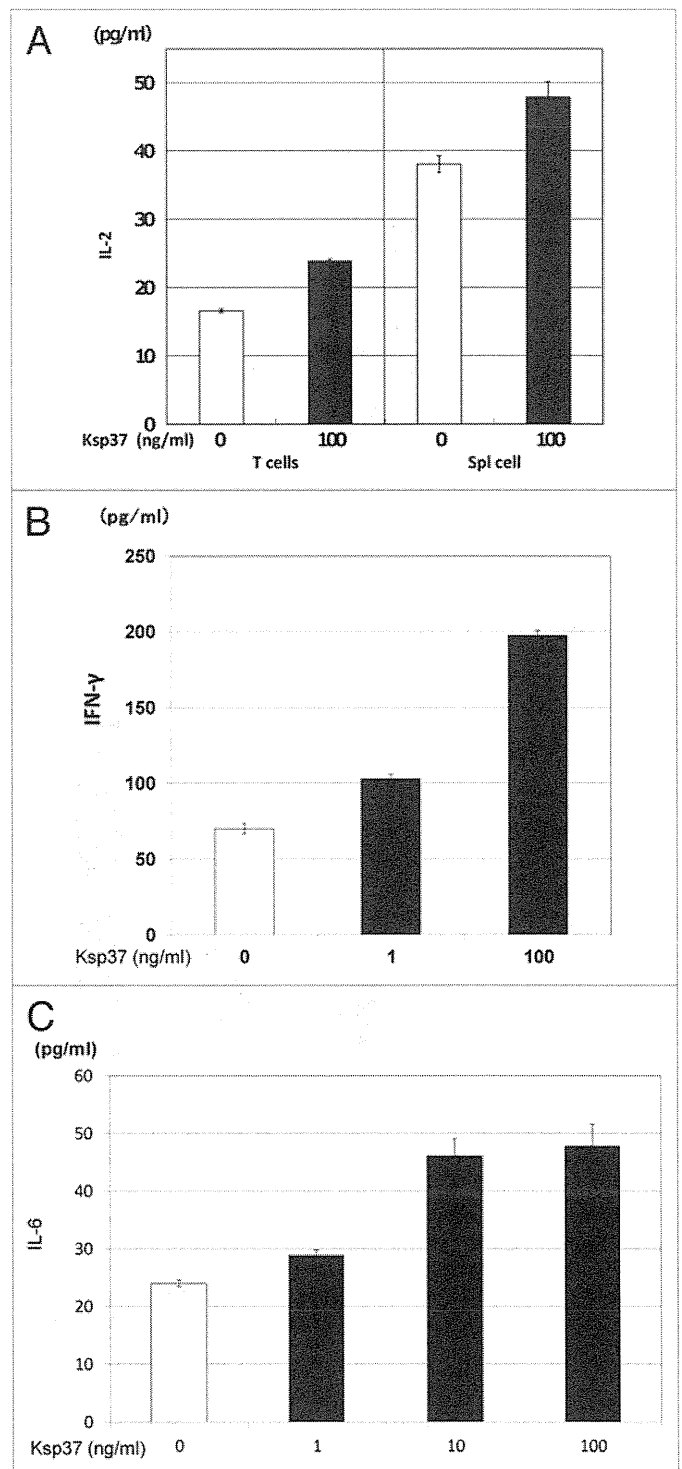 A
(pg/ml)
50
40
30
20
10
0
IL-2
Ksp37 (ng/ml) 0 100 0 100
T cells Spl cell
B
(pg/ml)
250
200
150
100
50
0
IFN-γ
Ksp37 (ng/ml) 0 1 100
C
(pg/ml)
60
50
40
30
20
10
0
IL-6
Ksp37 (ng/ml) 0 1 10 100